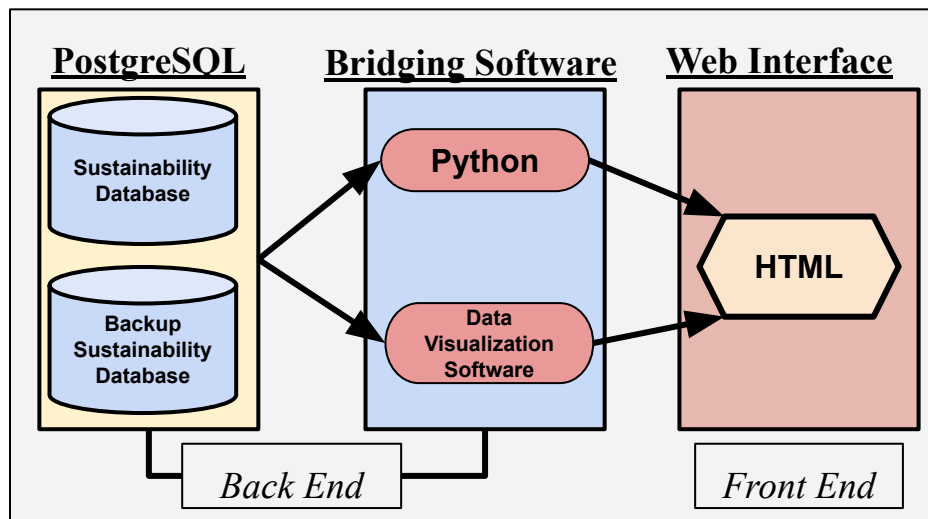 PostgreSQL
Bridging Software
Web Interface
Sustainability
Database
Backup
Sustainability
Database
Python
Data
Visualization
Software
HTML
Back End
Front End